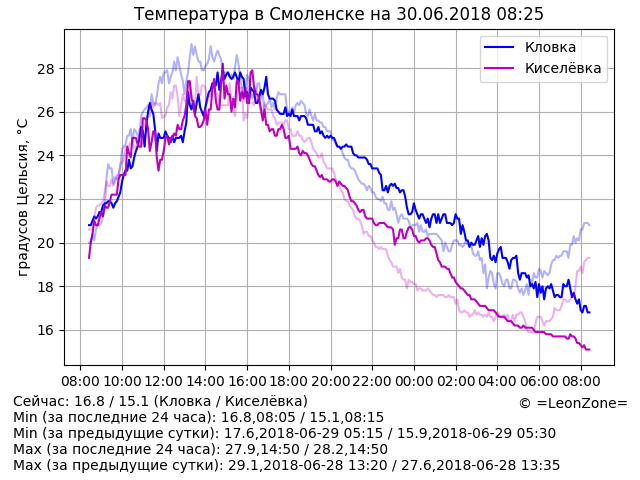 Температура в Смоленске на 30.06.2018 08:25
Кловка
Киселёвка
градусов Цельсия, °C
28
26
24
22
20
18
16
08:00 10:00 12:00 14:00 16:00 18:00 20:00 22:00 00:00 02:00 04:00 06:00 08:00
Сейчас: 16.8 / 15.1 (Кловка / Киселёвка)
© =LeonZone=
Min (за последние 24 часа): 16.8,08:05 / 15.1,08:15
Min (за предыдущие сутки): 17.6,2018-06-29 05:15 / 15.9,2018-06-29 05:30
Max (за последние 24 часа): 27.9,14:50 / 28.2,14:50
Max (за предыдущие сутки): 29.1,2018-06-28 13:20 / 27.6,2018-06-28 13:35